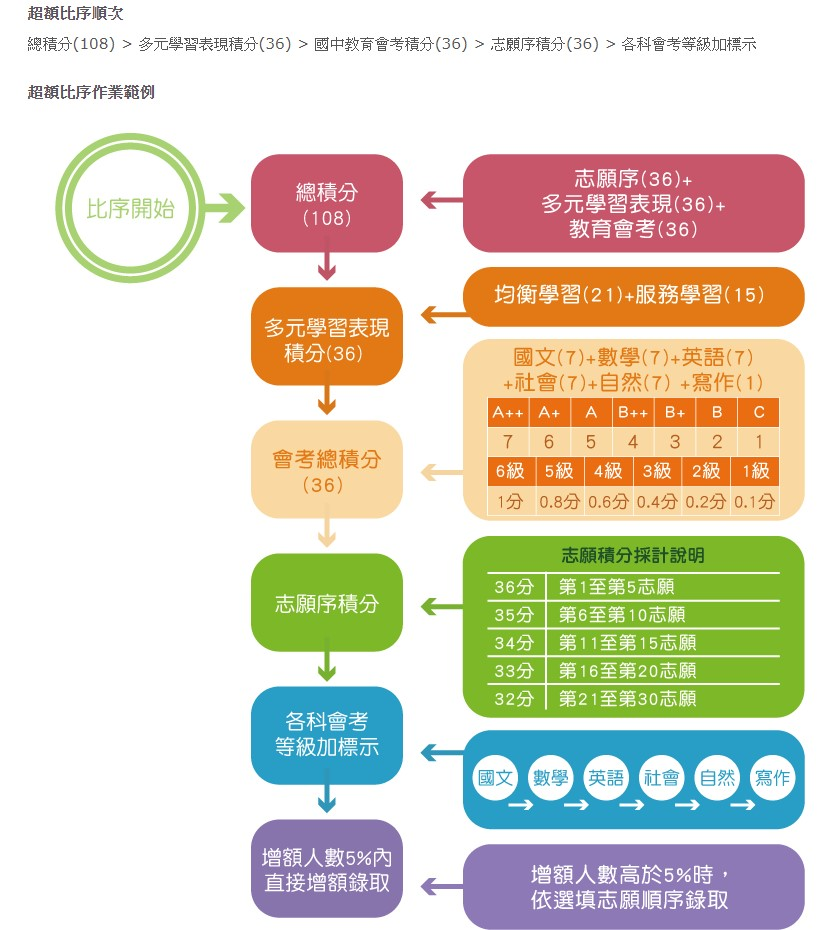 超額比序順次
總積分(108) > 多元學習表現積分(36) > 國中教育會考積分(36) > 志願序積分(36) > 各科會考等級加標示
超額比序作業範例
比序開始
總積分
(108)
志願序(36)+
多元學習表現(36)+
教育會考(36)
多元學習表現
積分(36)
均衡學習(21)+服務學習(15)
會考總積分
(36)
國文(7)+數學(7)+英語(7)
+社會(7)+自然(7) +寫作(1)
A++ A+ A B++ B+ B C
7 6 5 4 3 2 1
6級 5級 4級 3級 2級 1級
1分 0.8分 0.6分 0.4分 0.2分 0.1分
志願序積分
志願積分採計說明
36分 第1至第5志願
35分 第6至第10志願
34分 第11至第15志願
33分 第16至第20志願
32分 第21至第30志願
各科會考
等級加標示
國文 數學 英語 社會 自然 寫作
增額人數5%內
直接增額錄取
增額人數高於5%時，
依選填志願順序錄取